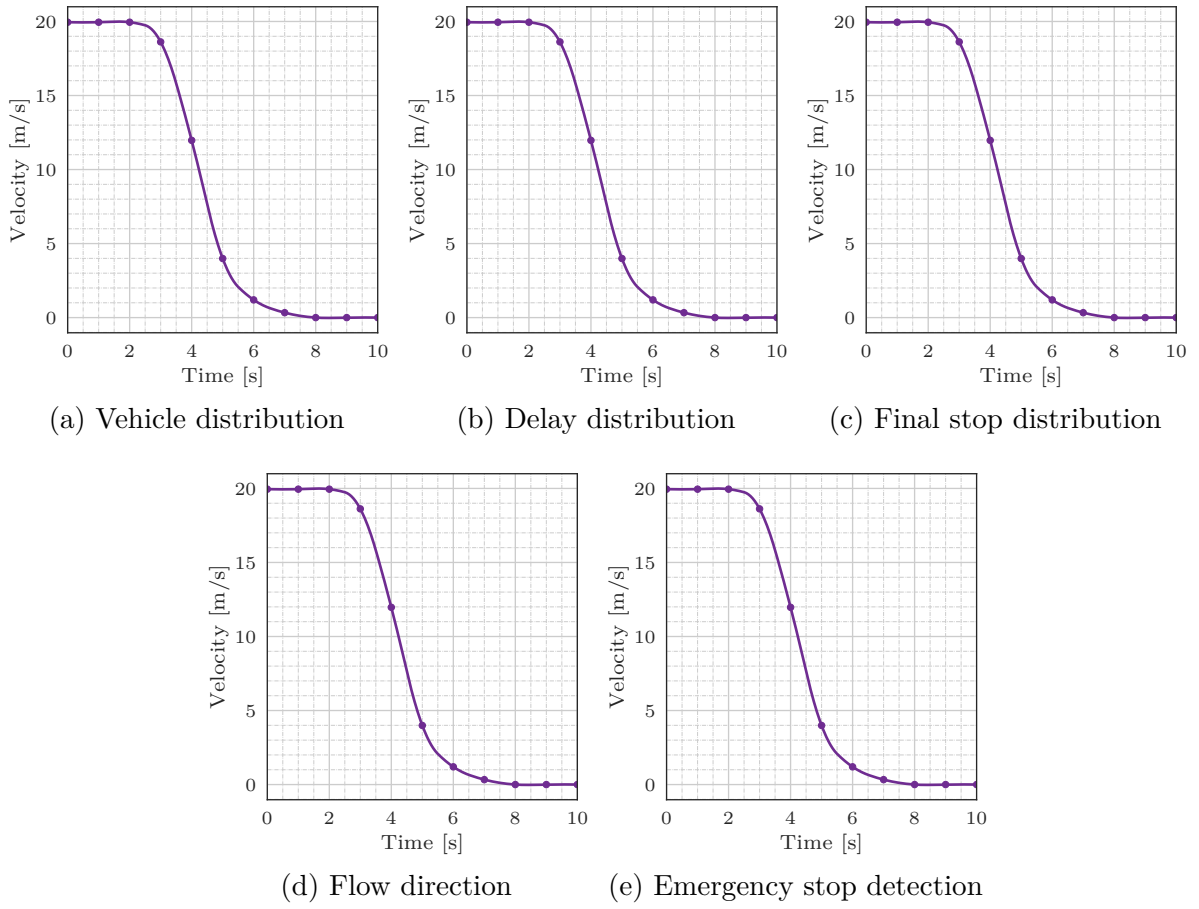 20 15 10 5 0
Velocity [m/s]
0 2 4 6 8 10
Time [s]
(a) Vehicle distribution
20 15 10 5 0
Velocity [m/s]
0 2 4 6 8 10
Time [s]
(b) Delay distribution
20 15 10 5 0
Velocity [m/s]
0 2 4 6 8 10
Time [s]
(c) Final stop distribution
20 15 10 5 0
Velocity [m/s]
0 2 4 6 8 10
Time [s]
(d) Flow direction
20 15 10 5 0
Velocity [m/s]
0 2 4 6 8 10
Time [s]
(e) Emergency stop detection